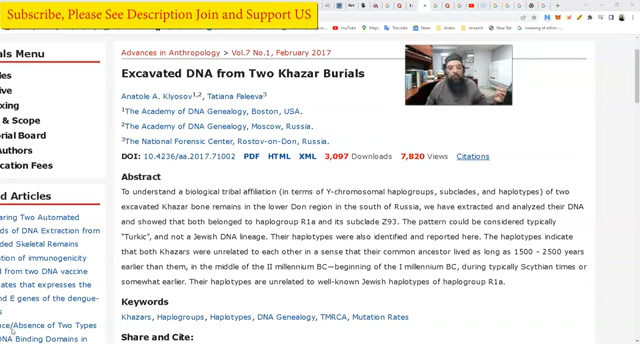 Subscribe, Please See Description Join and Support US
als Menu
Advances in Anthropology > Vol.7 No.1, February 2017
Excavated DNA from Two Khazar Burials
Anatole A. Klyosov1,2, Tatiana Faleeva3
1The Academy of DNA Genealogy, Boston, USA.
2The Academy of DNA Genealogy, Moscow, Russia.
3The National Forensic Center, Rostov-on-Don, Russia.
DOI: 10.4236/aa.2017.71002 PDF HTML XML 3,097 Downloads 7,820 Views Citations
Abstract
To understand a biological tribal affiliation (in terms of Y-chromosomal haplogroups, subclades, and haplotypes) of two
excavated Khazar bone remains in the lower Don region in the south of Russia, we have extracted and analyzed their DNA
and showed that both belonged to haplogroup R1a and its subclade Z93. The pattern could be considered typically
"Turkic", and not a Jewish DNA lineage. Their haplotypes were also identified and reported here. The haplotypes indicate
that both Khazars were unrelated to each other in a sense that their common ancestor lived as long as 1500 - 2500 years
earlier than them, in the middle of the II millennium BC—beginning of the I millennium BC, during typically Scythian times or
somewhat earlier. Their haplotypes are unrelated to well-known Jewish haplotypes of haplogroup R1a.
Keywords
Khazars, Haplogroups, Haplotypes, DNA Genealogy, TMRCA, Mutation Rates
Share and Cite:
les
ive
xing
& Scope
orial Board
Authors
cation Fees
d Articles
aring Two Automated
ds of DNA Extraction from
ded Skeletal Remains
ation of immunogenicity
l from two DNA vaccine
ates that expresses the
nd E genes of the dengue-
s
nce/Absence of Two Types
DNA Binding Domains in